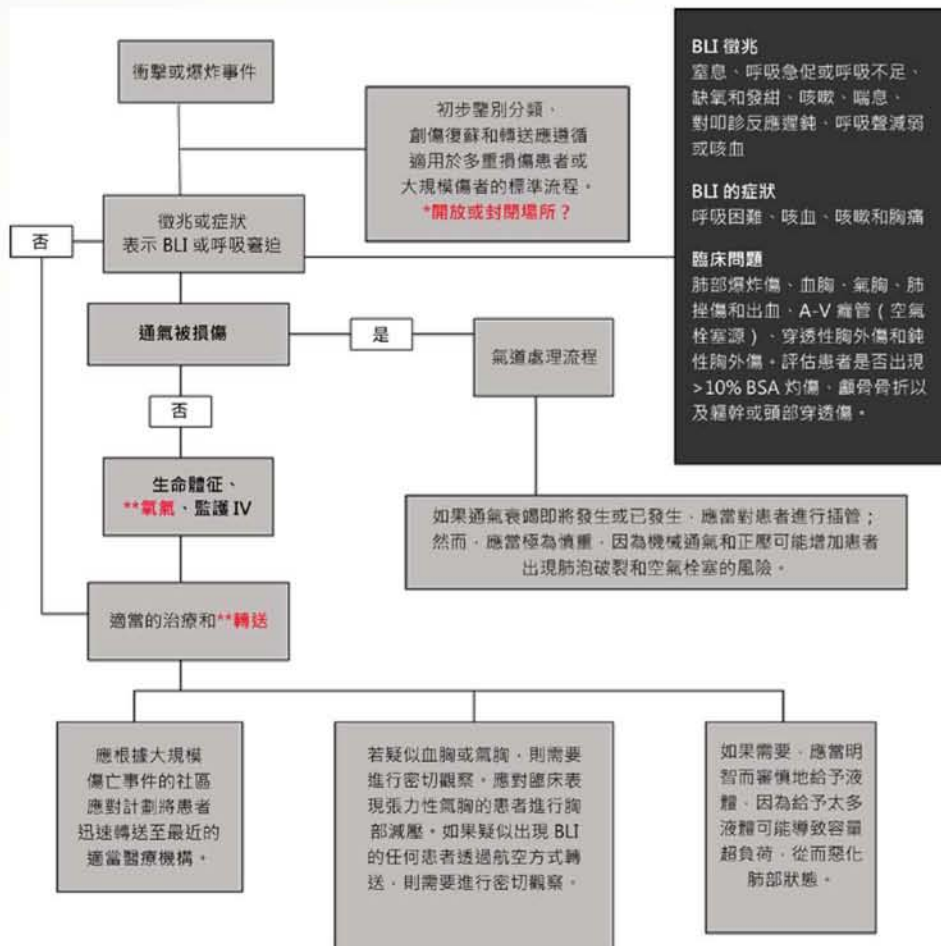 衝擊或爆炸事件
初步鑒別分類、
創傷復蘇和轉送應遵循
適用於多重損傷患者或
大規模傷者的標準流程。
*開放或封閉場所？
BLI 徵兆
窒息、呼吸急促或呼吸不足、
缺氧和發紺、咳嗽、喘息、
對叩診反應遲鈍、呼吸聲減弱
或咳血
BLI 的症狀
呼吸困難、咳血、咳嗽和胸痛
臨床問題
肺部爆炸傷、血胸、氣胸、肺
挫傷和出血、A-V 瘺管（空氣
栓塞源）、穿透性胸外傷和鈍
性胸外傷。評估患者是否出現
>10% BSA 灼傷、顱骨骨折以
及軀幹或頭部穿透傷。
否
徵兆或症狀
表示 BLI 或呼吸窘迫
通氣被損傷
是
氣道處理流程
否
生命體征、
**氧氣、監護 IV
如果通氣衰竭即將發生或已發生，應當對患者進行插管；
然而，應當極為慎重，因為機械通氣和正壓可能增加患者
出現肺泡破裂和空氣栓塞的風險。
適當的治療和**轉送
應根據大規模
傷亡事件的社區
應對計劃將患者
迅速轉送至最近的
適當醫療機構。
若疑似血胸或氣胸，則需要
進行密切觀察。應對臨床表
現張力性氣胸的患者進行胸
部減壓。如果疑似出現 BLI
的任何患者透過航空方式轉
送，則需要進行密切觀察。
如果需要，應當明
智而審慎地給予液
體，因為給予太多
液體可能導致容量
超負荷，從而惡化
肺部狀態。